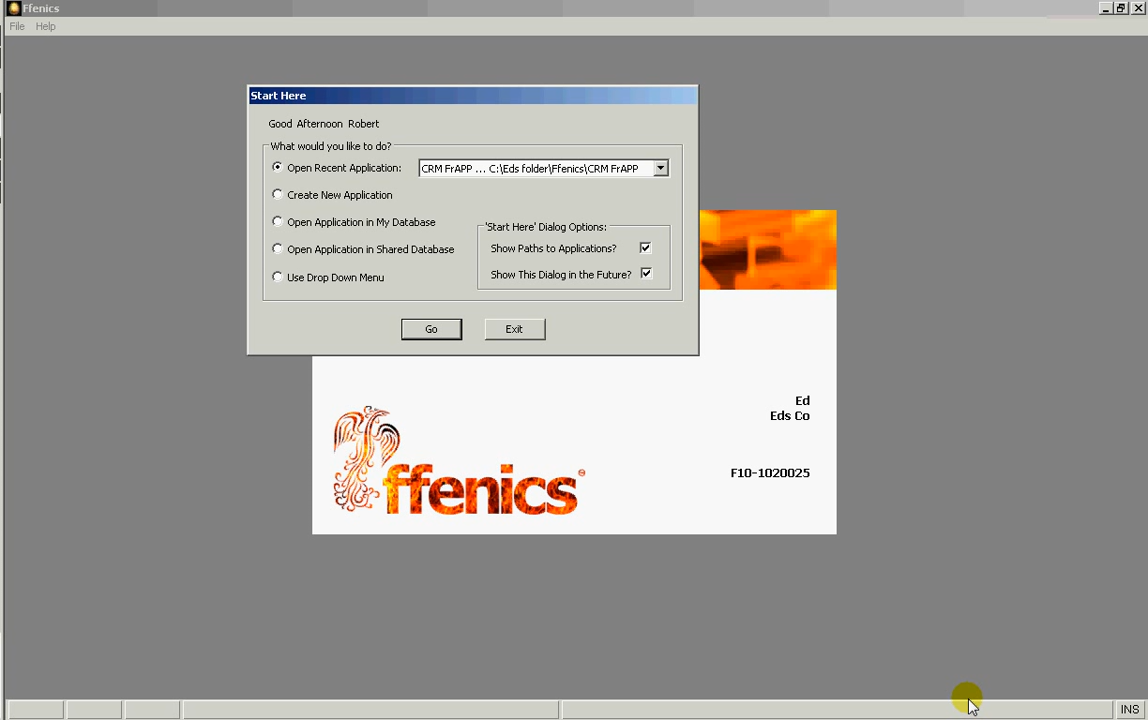 Ffenics
File Help
Start Here
Good Afternoon Robert
What would you like to do?
Open Recent Application: CRM FrAPP ... C:\Eds folder\Ffenics\CRM FrAPP
Create New Application
Open Application in My Database
Open Application in Shared Database
Use Drop Down Menu
'Start Here' Dialog Options:
Show Paths to Applications?
Show This Dialog in the Future?
Go Exit
Ed
Eds Co
F10-1020025
ffenics
INS